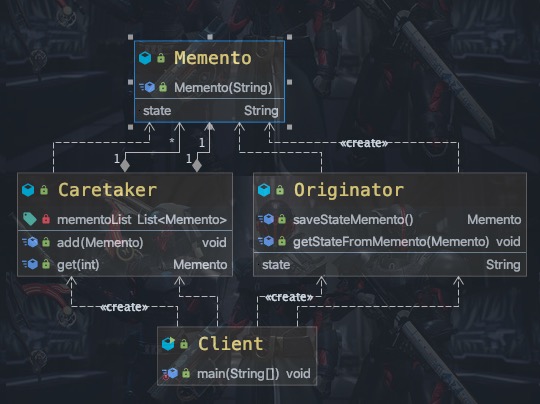 Memento
Memento(String)
state String
«create»
* 1
1 1
Caretaker
mementoList List<Memento>
add(Memento) void
get(int) Memento
Originator
saveStateMemento() Memento
getStateFromMemento(Memento) void
state String
«create» «create»
Client
main(String[]) void